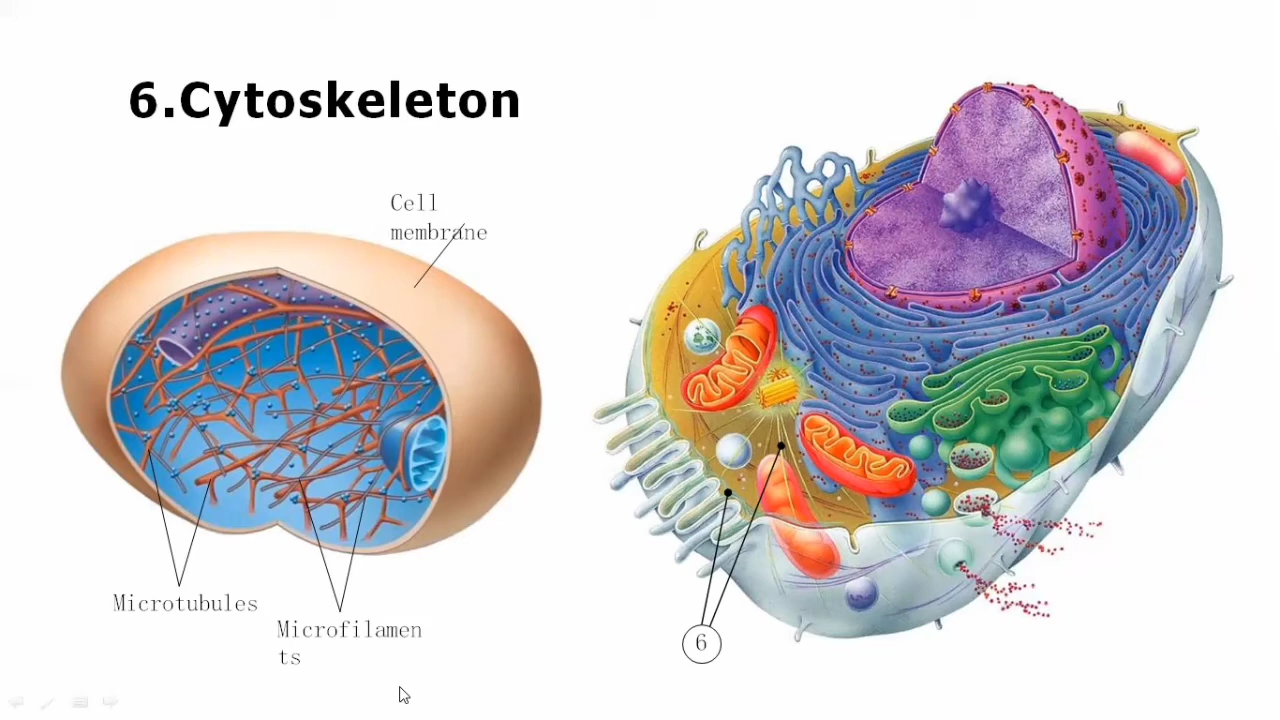 6.Cytoskeleton
Cell
membrane
Microtubules
Microfilamen
ts
6